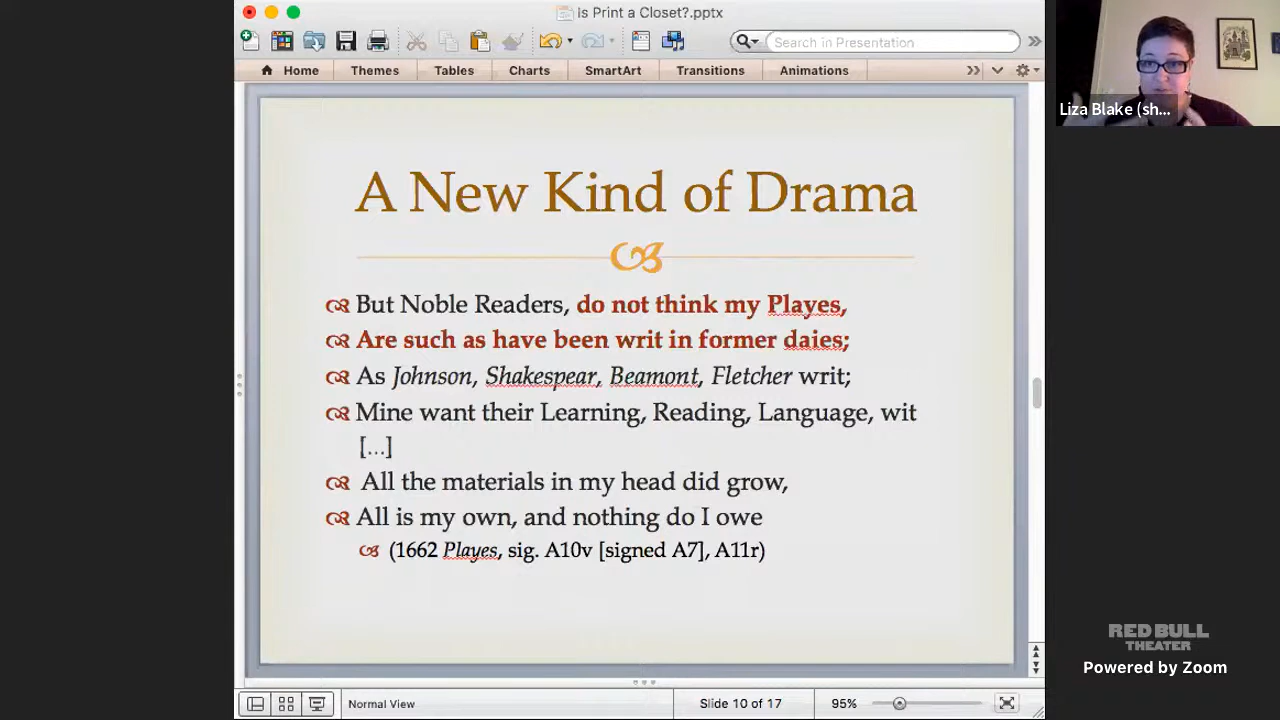 is Print a Closet?.pptx
Search in Presentation
Home Themes Tables Charts SmartArt Transitions Animations
Liza Blake (sh...
A New Kind of Drama
But Noble Readers, do not think my Playes,
Are such as have been writ in former daies;
As Johnson, Shakespear, Beamont, Fletcher writ;
Mine want their Learning, Reading, Language, wit
[...]
All the materials in my head did grow,
All is my own, and nothing do I owe
(1662 Playes, sig. A10v [signed A7], A11r)
RED BULL
THEATER
Powered by Zoom
Normal View Slide 10 of 17 95%